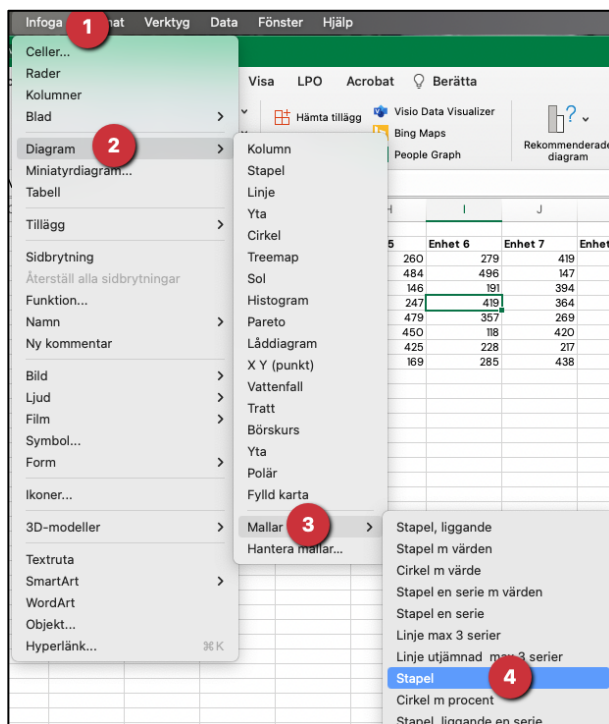 Infoga 1 at Verktyg Data Fönster Hjälp
Celler...
Rader
Kolumner
Blad
Diagram 2
Miniatyrdiagram...
Tabell
Tillägg
Sidbrytning
Återställ alla sidbrytningar
Funktion...
Namn
Ny kommentar
Bild
Ljud
Film
Symbol...
Form
Ikoner...
3D-modeller
Textruta
SmartArt
WordArt
Objekt...
Hyperlänk... ⌘K
Visa LPO Acrobat Berätta
Hämta tillägg
Visio Data Visualizer
Bing Maps
People Graph
Rekommenderade
diagram
Kolumn
Stapel
Linje
Yta
Cirkel
Treemap
Sol
Histogram
Pareto
Låddiagram
X Y (punkt)
Vattenfall
Tratt
Börskurs
Yta
Polär
Fylld karta
Mallar 3
Hantera mallar...
H I J
5 Enhet 6 Enhet 7 Enhet
260 279 419
484 496 147
146 191 394
247 419 364
479 357 269
450 118 420
425 228 217
169 285 438
Stapel, liggande
Stapel m värden
Cirkel m värde
Stapel en serie m värden
Stapel en serie
Linje max 3 serier
Linje utjämnad max 3 serier
Stapel 4
Cirkel m procent
Stapel, liggande en serie